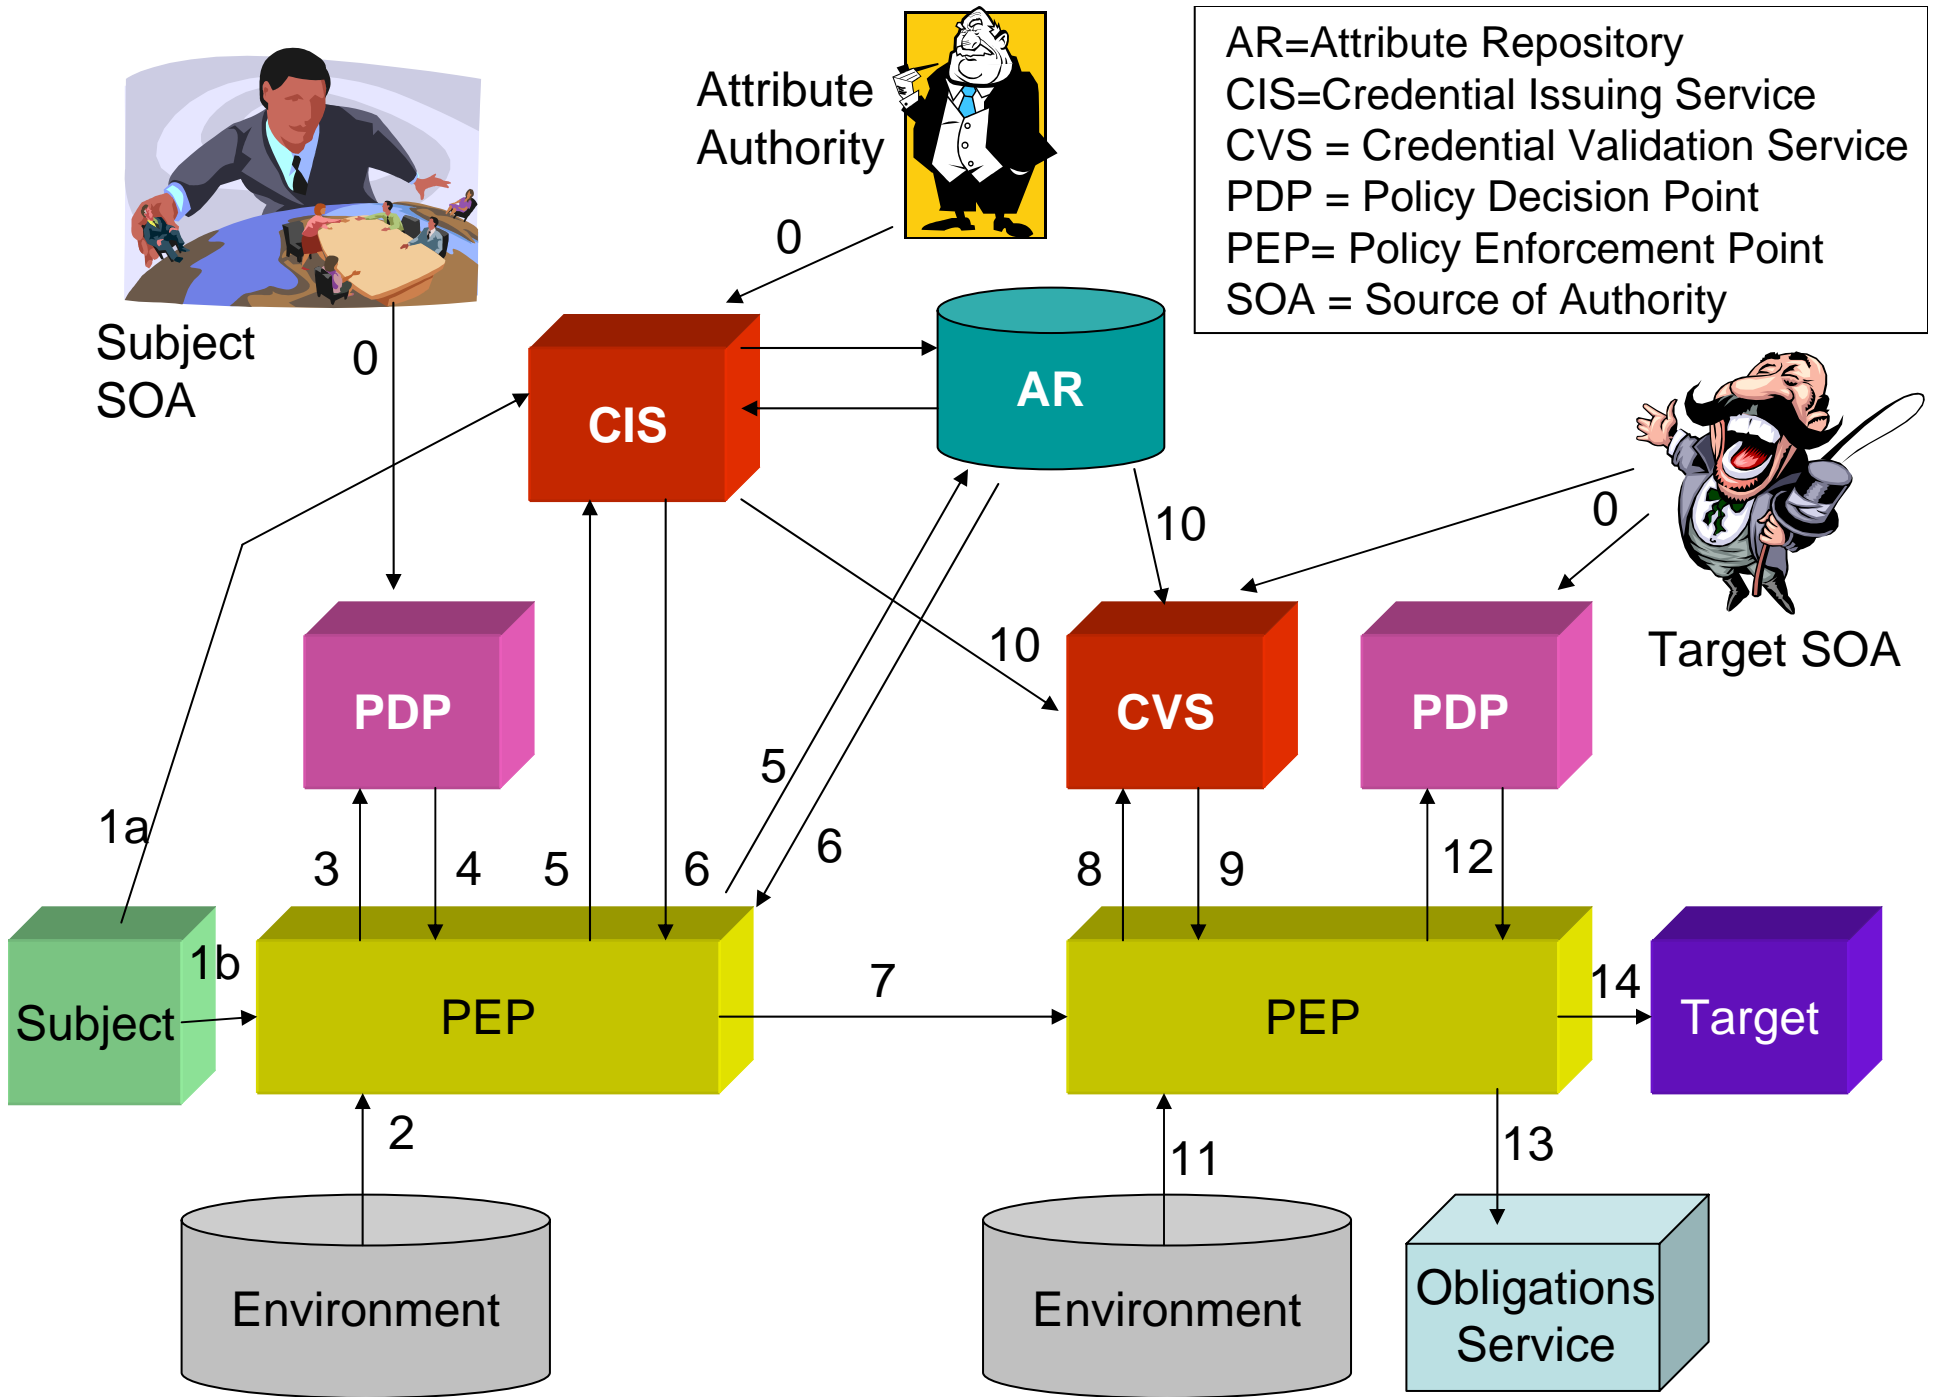 Attribute
Authority
AR=Attribute Repository
CIS=Credential Issuing Service
CVS = Credential Validation Service
PDP = Policy Decision Point
PEP= Policy Enforcement Point
SOA = Source of Authority
0
Subject
SOA
0
CIS
AR
0
10
Target SOA
10
PDP
CVS
PDP
1a
3
4
5
6
5
6
8
9
12
1b
Subject
PEP
7
PEP
14
Target
2
11
13
Environment
Environment
Obligations
Service